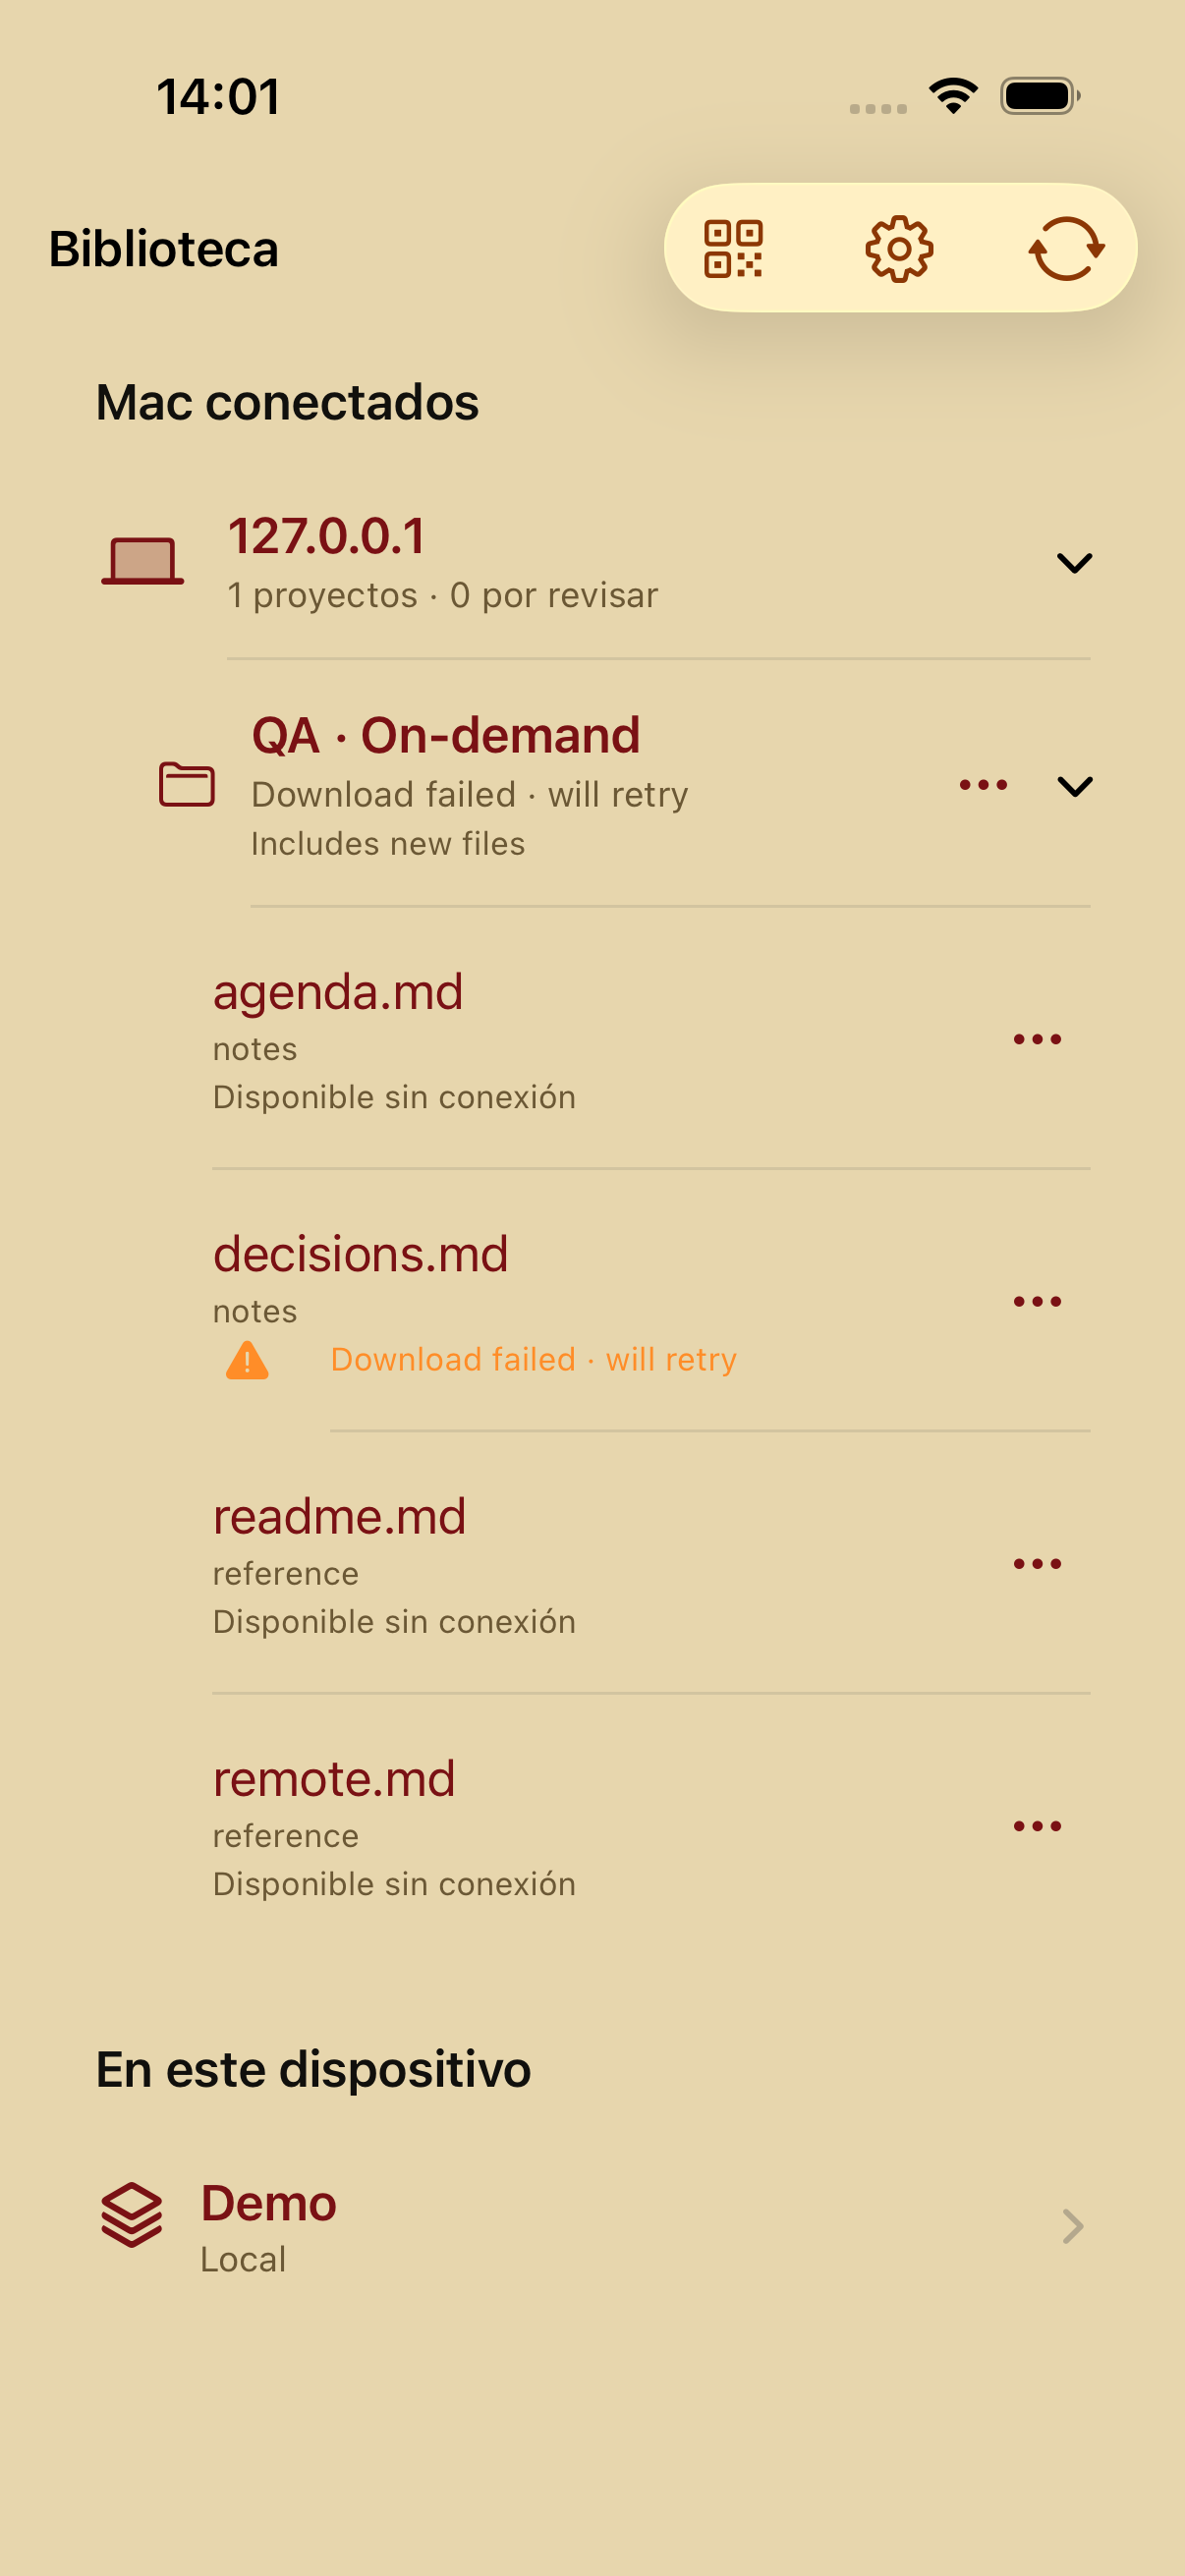 14:01
Biblioteca
Mac conectados
127.0.0.1
1 proyectos · 0 por revisar
QA · On-demand
Download failed · will retry
Includes new files
agenda.md
notes
Disponible sin conexión
decisions.md
notes
Download failed · will retry
readme.md
reference
Disponible sin conexión
remote.md
reference
Disponible sin conexión
En este dispositivo
Demo
Local